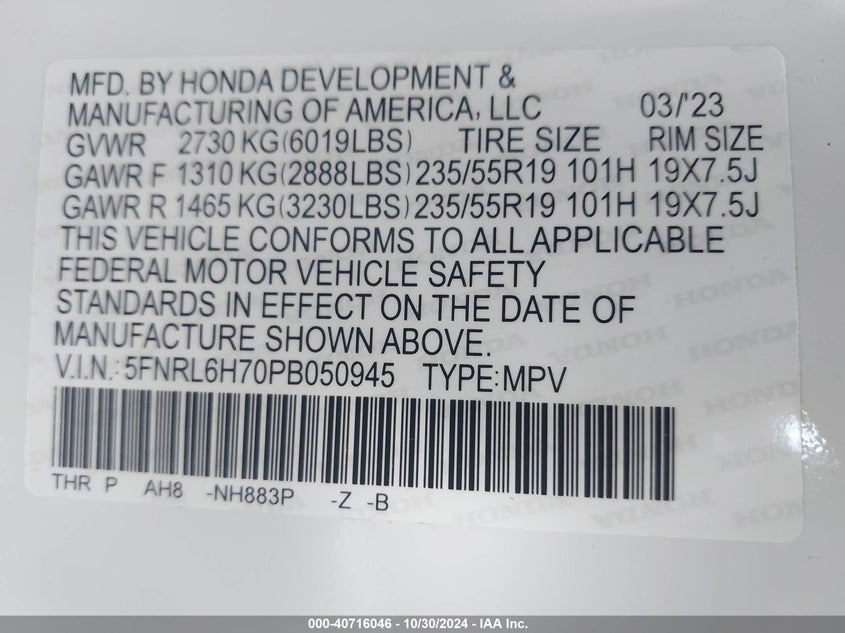 MFD. BY HONDA DEVELOPMENT &
MANUFACTURING OF AMERICA, LLC 03/'23
GVWR 2730 KG(6019LBS) TIRE SIZE RIM SIZE
GAWR F 1310 KG(2888LBS) 235/55R19 101H 19X7.5J
GAWR R 1465 KG(3230LBS) 235/55R19 101H 19X7.5J
THIS VEHICLE CONFORMS TO ALL APPLICABLE
FEDERAL MOTOR VEHICLE SAFETY
STANDARDS IN EFFECT ON THE DATE OF
MANUFACTURE SHOWN ABOVE.
V.I.N.: 5FNRL6H70PB050945 TYPE:MPV
THR P AH8 -NH883P -Z -B
000-40716046 - 10/30/2024 - IAA Inc.